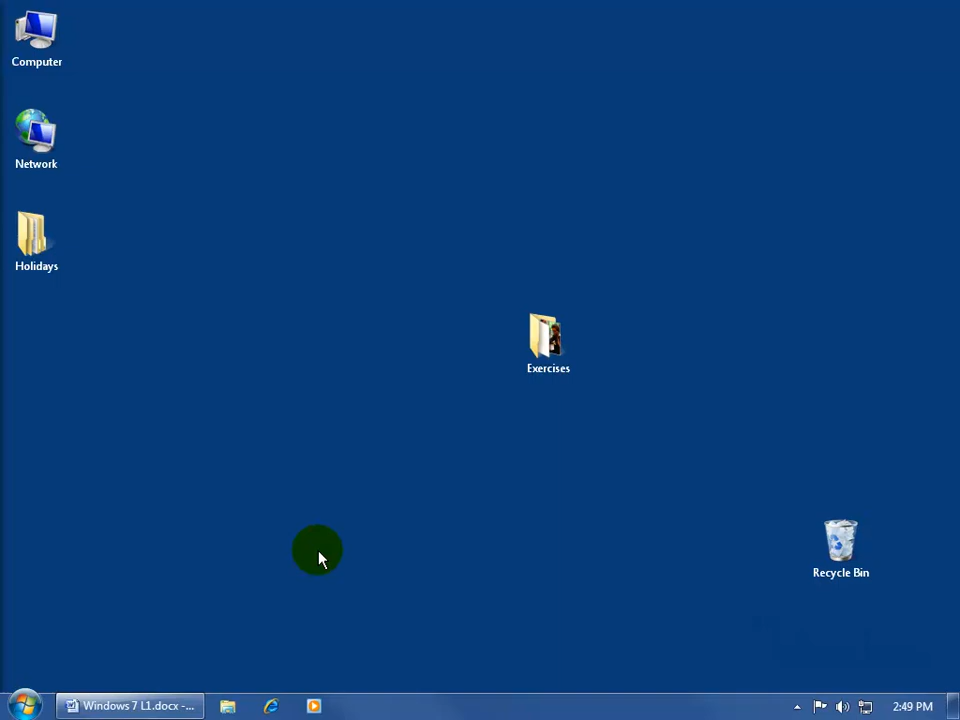 Computer
Network
Holidays
Exercises
Recycle Bin
Windows 7 L1.docx -...
2:49 PM